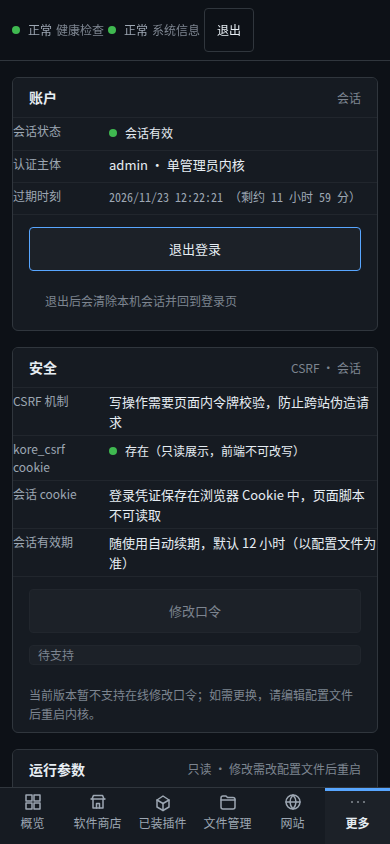 正常 健康检查 正常 系统信息 退出
账户 会话
会话状态 会话有效
认证主体 admin · 单管理员内核
过期时刻 2026/11/23 12:22:21 （剩约 11 小时 59 分）
退出登录
退出后会清除本机会话并回到登录页
安全 CSRF · 会话
CSRF 机制 写操作需要页面内令牌校验，防止跨站伪造请
求
kore_csrf
cookie 存在（只读展示，前端不可改写）
会话 cookie 登录凭证保存在浏览器 Cookie 中，页面脚本
不可读取
会话有效期 随使用自动续期，默认 12 小时（以配置文件为
准）
修改口令
待支持
当前版本暂不支持在线修改口令；如需更换，请编辑配置文件
后重启内核。
运行参数 只读 · 修改需改配置文件后重启
概览 软件商店 已装插件 文件管理 网站 更多